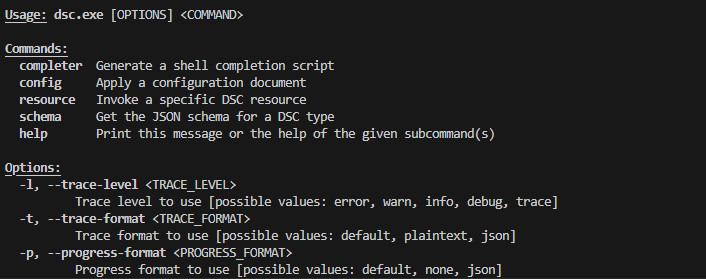 Usage: dsc.exe [OPTIONS] <COMMAND>
Commands:
completer  Generate a shell completion script
config     Apply a configuration document
resource   Invoke a specific DSC resource
schema     Get the JSON schema for a DSC type
help       Print this message or the help of the given subcommand(s)
Options:
-l, --trace-level <TRACE_LEVEL>
Trace level to use [possible values: error, warn, info, debug, trace]
-t, --trace-format <TRACE_FORMAT>
Trace format to use [possible values: default, plaintext, json]
-p, --progress-format <PROGRESS_FORMAT>
Progress format to use [possible values: default, none, json]